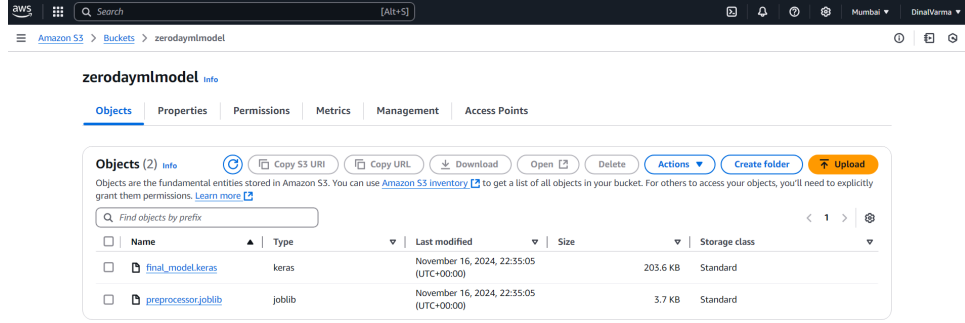 aws Search [Alt+S] Mumbai ▼ DinalVarma ▼
Amazon S3 > Buckets > zerodaymlmodel
zerodaymlmodel Info
Objects Properties Permissions Metrics Management Access Points
Objects (2) Info Copy S3 URI Copy URL Download Open Delete Actions ▼ Create folder Upload
Objects are the fundamental entities stored in Amazon S3. You can use Amazon S3 inventory to get a list of all objects in your bucket. For others to access your objects, you'll need to explicitly
grant them permissions. Learn more
Find objects by prefix < 1 >
Name ▲ Type Last modified Size Storage class
final_model.keras keras November 16, 2024, 22:35:05 (UTC+00:00) 203.6 KB Standard
preprocessor.joblib joblib November 16, 2024, 22:35:05 (UTC+00:00) 3.7 KB Standard